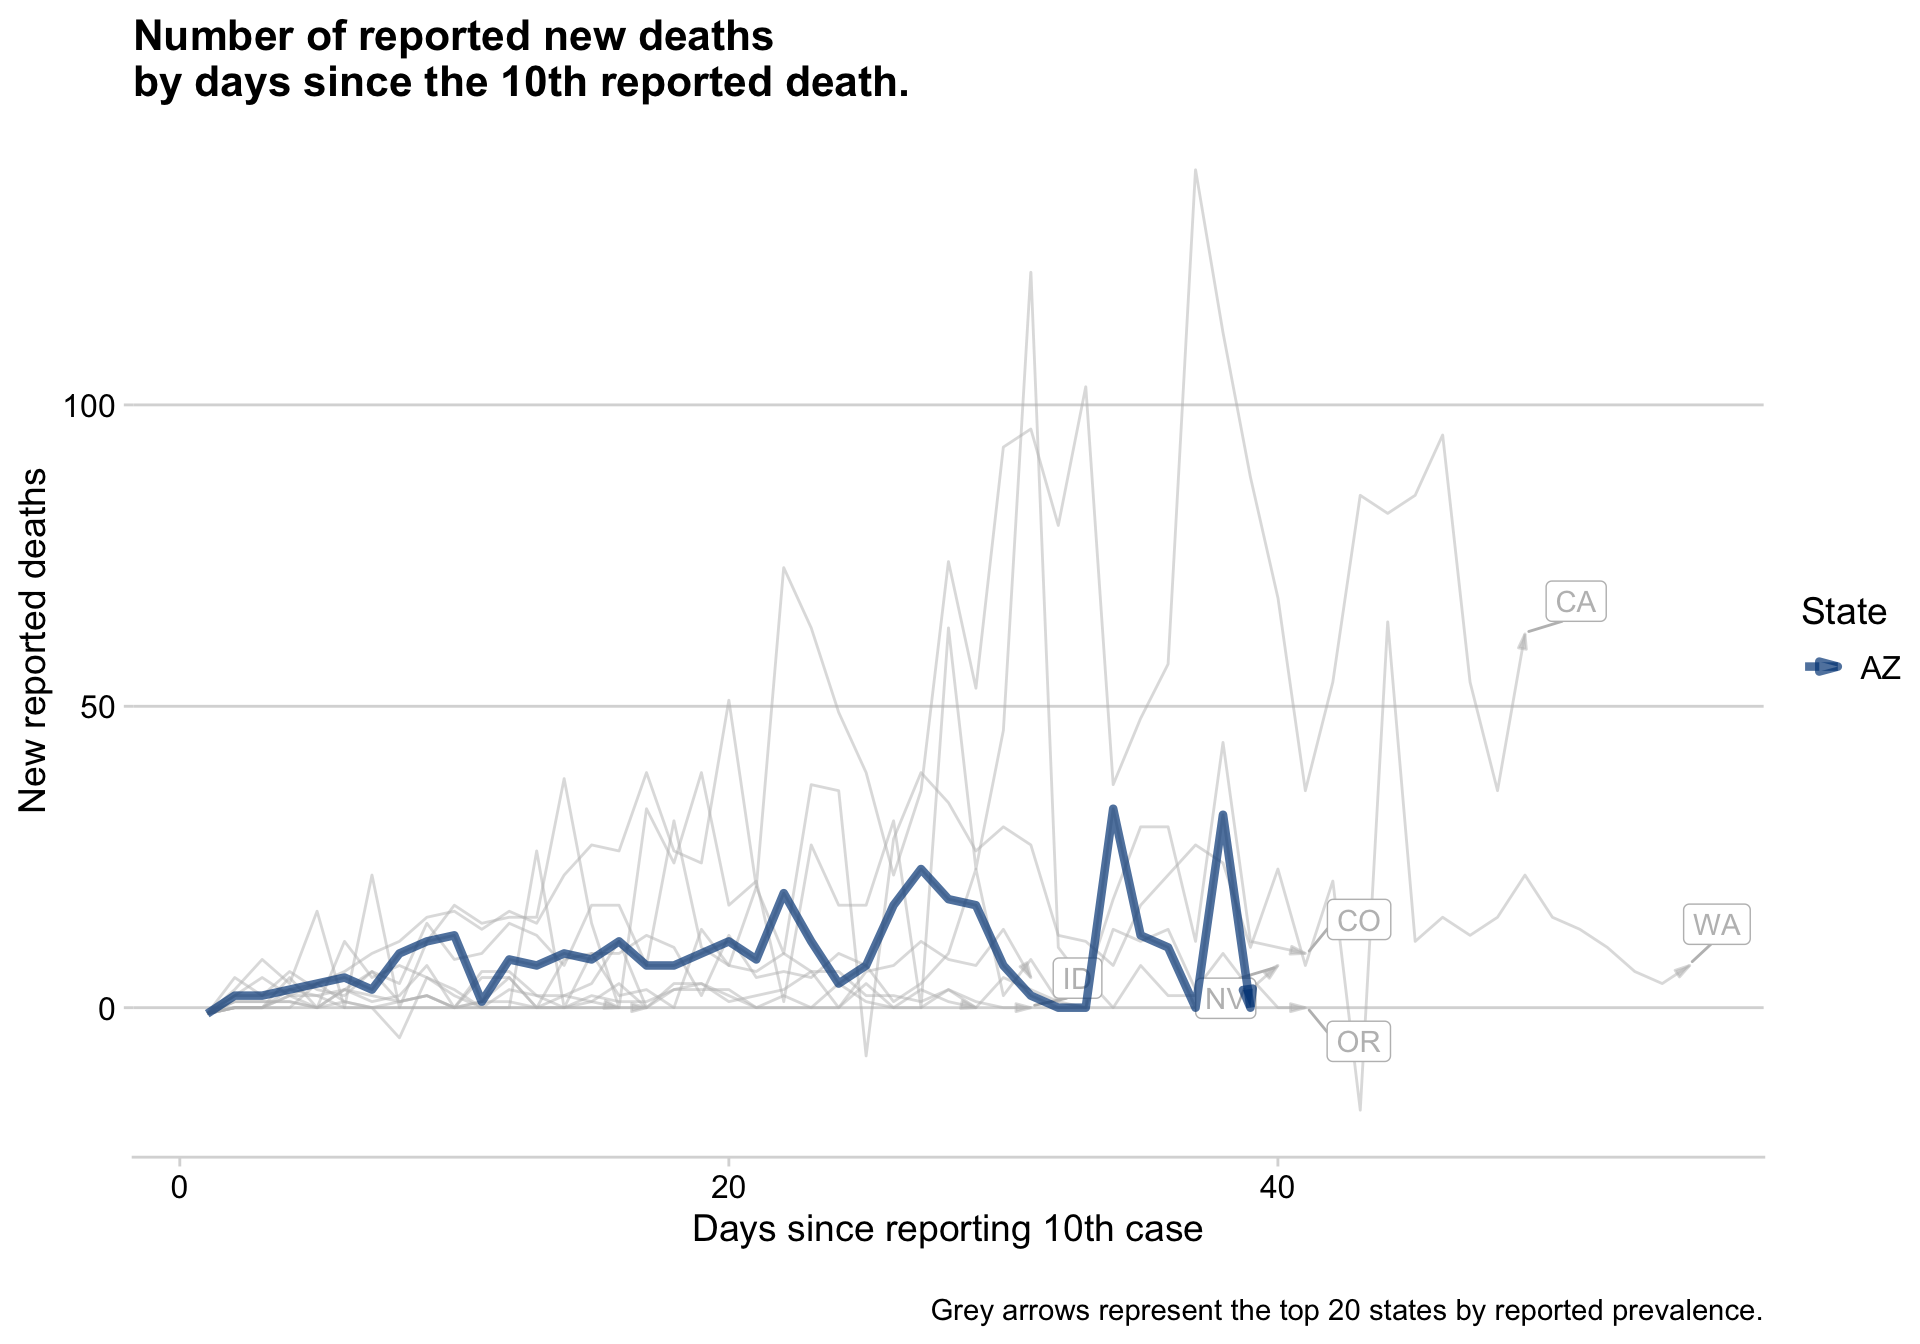 Number of reported new deaths
by days since the 10th reported death.
100
50
0
New reported deaths
CA
CO
WA
ID
NV
OR
State
AZ
0
20
40
Days since reporting 10th case
Grey arrows represent the top 20 states by reported prevalence.